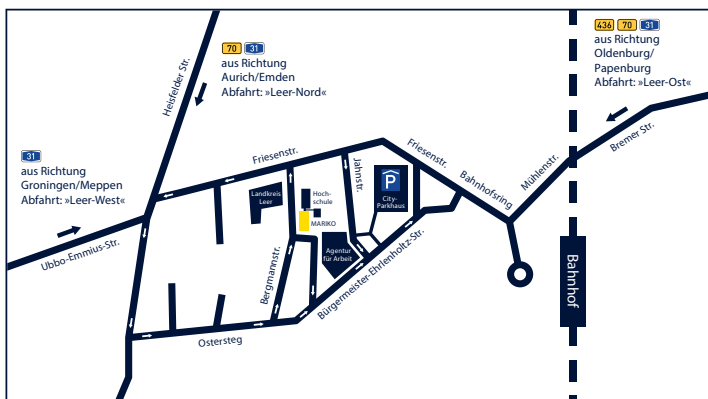 70 31
aus Richtung
Aurich/Emden
Abfahrt: »Leer-Nord«
436 70 31
aus Richtung
Oldenburg/
Papenburg
Abfahrt: »Leer-Ost«
31
aus Richtung
Groningen/Meppen
Abfahrt: »Leer-West«
Heisfelder Str.
Ubbo-Emmius-Str.
Friesenstr.
Jahnstr.
Friesenstr.
Bahnhofsring
Mühlenstr.
Bremer Str.
Landkreis
Leer
Hoch-
schule
MARIKO
P
City-
Parkhaus
Agentur
für Arbeit
Bergmannstr.
Bürgermeister-Ehrlenholtz-Str.
Ostersteg
Bahnhof